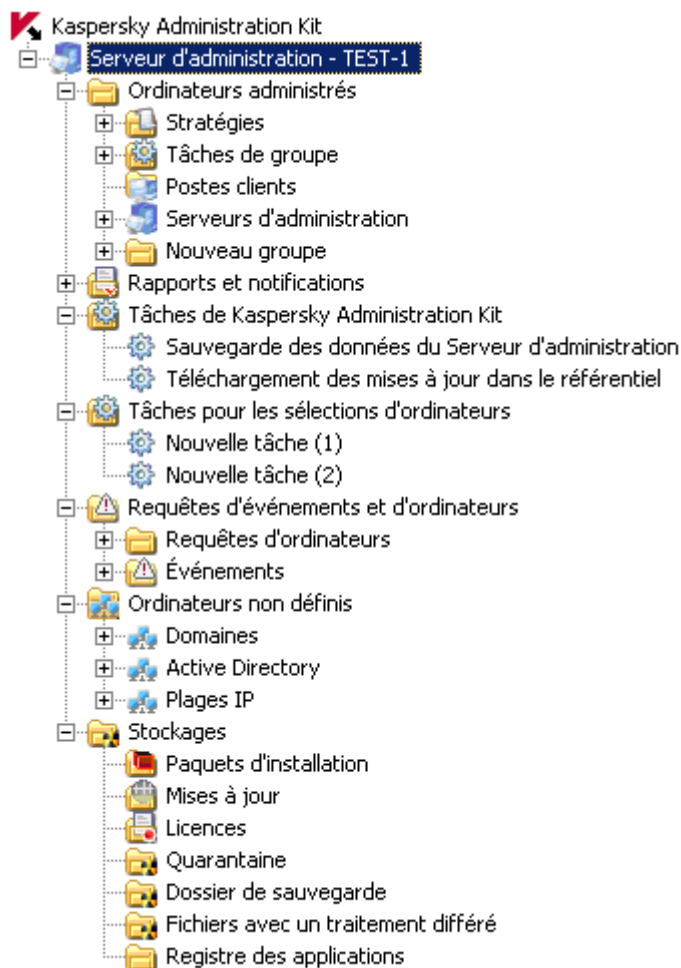 Kaspersky Administration Kit
Serveur d'administration - TEST-1
Ordinateurs administrés
Stratégies
Tâches de groupe
Postes clients
Serveurs d'administration
Nouveau groupe
Rapports et notifications
Tâches de Kaspersky Administration Kit
Sauvegarde des données du Serveur d'administration
Téléchargement des mises à jour dans le référentiel
Tâches pour les sélections d'ordinateurs
Nouvelle tâche (1)
Nouvelle tâche (2)
Requêtes d'événements et d'ordinateurs
Requêtes d'ordinateurs
Événements
Ordinateurs non définis
Domaines
Active Directory
Plages IP
Stockages
Paquets d'installation
Mises à jour
Licences
Quarantaine
Dossier de sauvegarde
Fichiers avec un traitement différé
Registre des applications